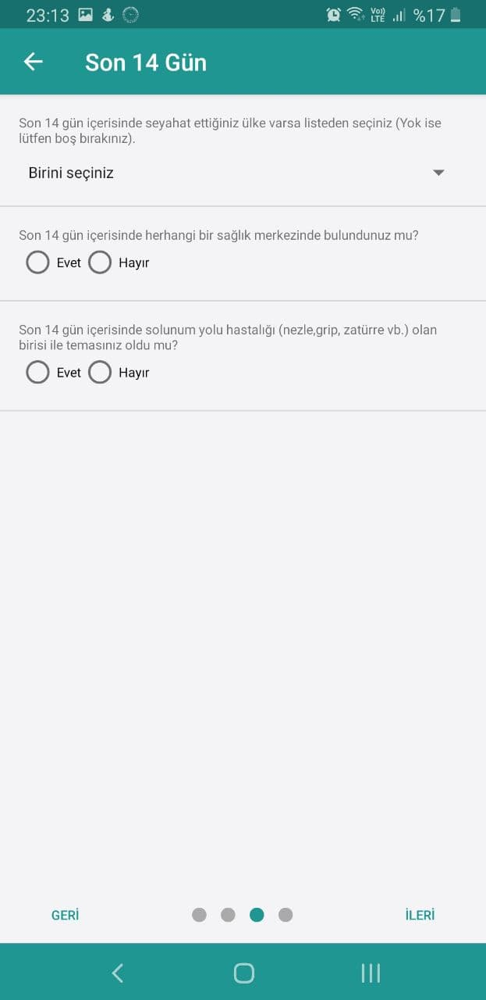 23:13
Vo)) LTE
%17
Son 14 Gün
Son 14 gün içerisinde seyahat ettiğiniz ülke varsa listeden seçiniz (Yok ise
lütfen boş bırakınız).
Birini seçiniz
Son 14 gün içerisinde herhangi bir sağlık merkezinde bulundunuz mu?
Evet Hayır
Son 14 gün içerisinde solunum yolu hastalığı (nezle,grip, zatürre vb.) olan
birisi ile temasınız oldu mu?
Evet Hayır
GERİ
İLERİ